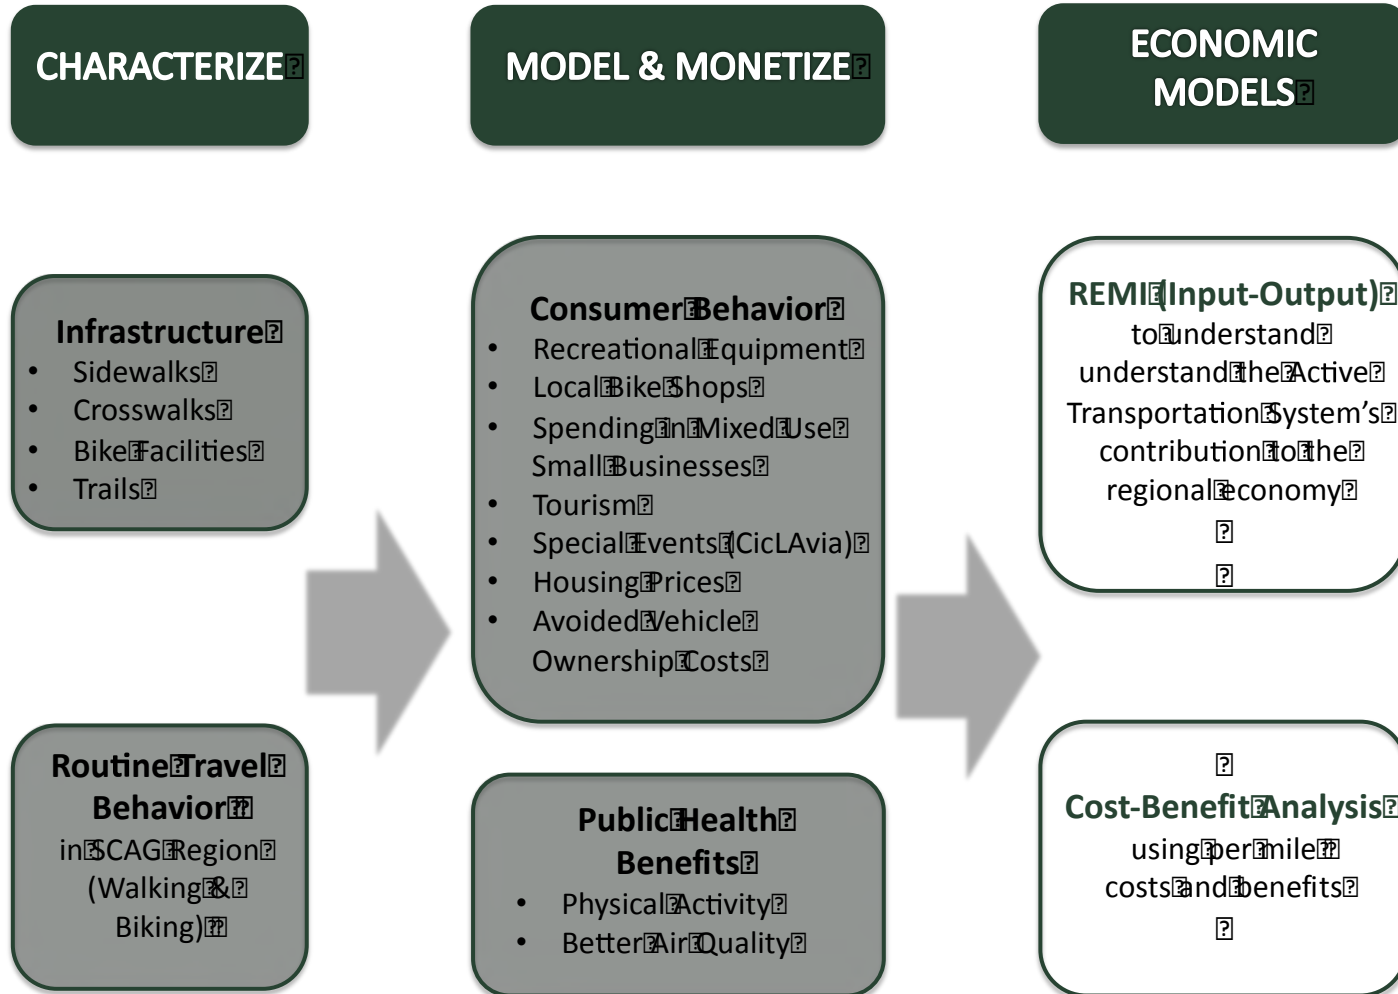 CHARACTERIZE
MODEL & MONETIZE
ECONOMIC
MODELS
Infrastructure
• Sidewalks
• Crosswalks
• Bike Facilities
• Trails
Routine Travel
Behavior
in SCAG Region
(Walking &
Biking)
Consumer Behavior
• Recreational Equipment
• Local Bike Shops
• Spending in Mixed Use
Small Businesses
• Tourism
• Special Events (CicLAvia)
• Housing Prices
• Avoided Vehicle
Ownership Costs
Public Health
Benefits
• Physical Activity
• Better Air Quality
REMI (Input-Output)
to understand
understand the Active
Transportation System’s
contribution to the
regional economy
Cost-Benefit Analysis
using per mile
costs and benefits